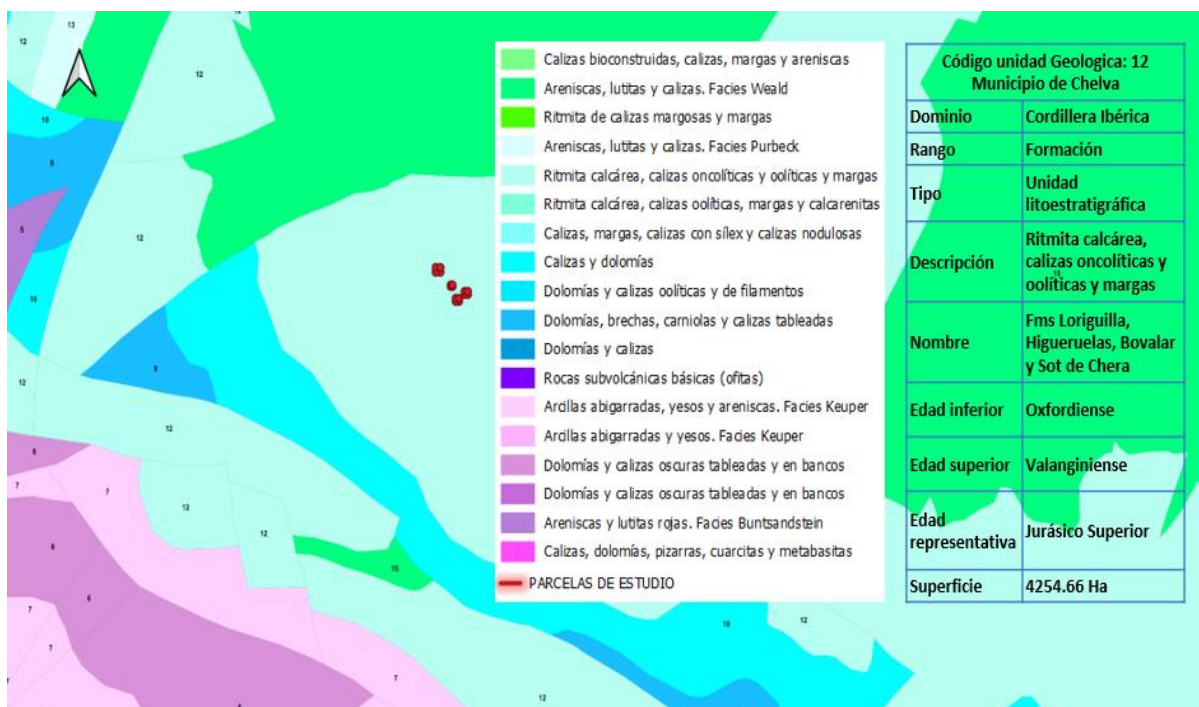 13
12
12
12
10
9
5
10
12
12
9
12
6
7
7
12
12
6
6
15
7
7
7
6
12
10
12
Calizas bioconstruidas, calizas, margas y areniscas
Areniscas, lutitas y calizas. Facies Weald
Ritmita de calizas margosas y margas
Areniscas, lutitas y calizas. Facies Purbeck
Ritmita calcárea, calizas oncolíticas y oolíticas y margas
Ritmita calcárea, calizas oolíticas, margas y calcarenitas
Calizas, margas, calizas con sílex y calizas nodulosas
Calizas y dolomías
Dolomías y calizas oolíticas y de filamentos
Dolomías, brechas, carniolas y calizas tableadas
Dolomías y calizas
Rocas subvolcánicas básicas (ofitas)
Arcillas abigarradas, yesos y areniscas. Facies Keuper
Arcillas abigarradas y yesos. Facies Keuper
Dolomías y calizas oscuras tableadas y en bancos
Dolomías y calizas oscuras tableadas y en bancos
Areniscas y lutitas rojas. Facies Buntsandstein
Calizas, dolomías, pizarras, cuarcitas y metabasitas
PARCELAS DE ESTUDIO
Código unidad Geologica: 12
Municipio de Chelva
Dominio Cordillera Ibérica
Rango Formación
Tipo Unidad
litoestratigráfica
Descripción Ritmita calcárea,
calizas oncolíticas y
oolíticas y margas
Nombre Fms Loriguilla,
Higueruelas, Bovalar
y Sot de Chera
Edad inferior Oxfordiense
Edad superior Valanginiense
Edad
representativa Jurásico Superior
Superficie 4254.66 Ha